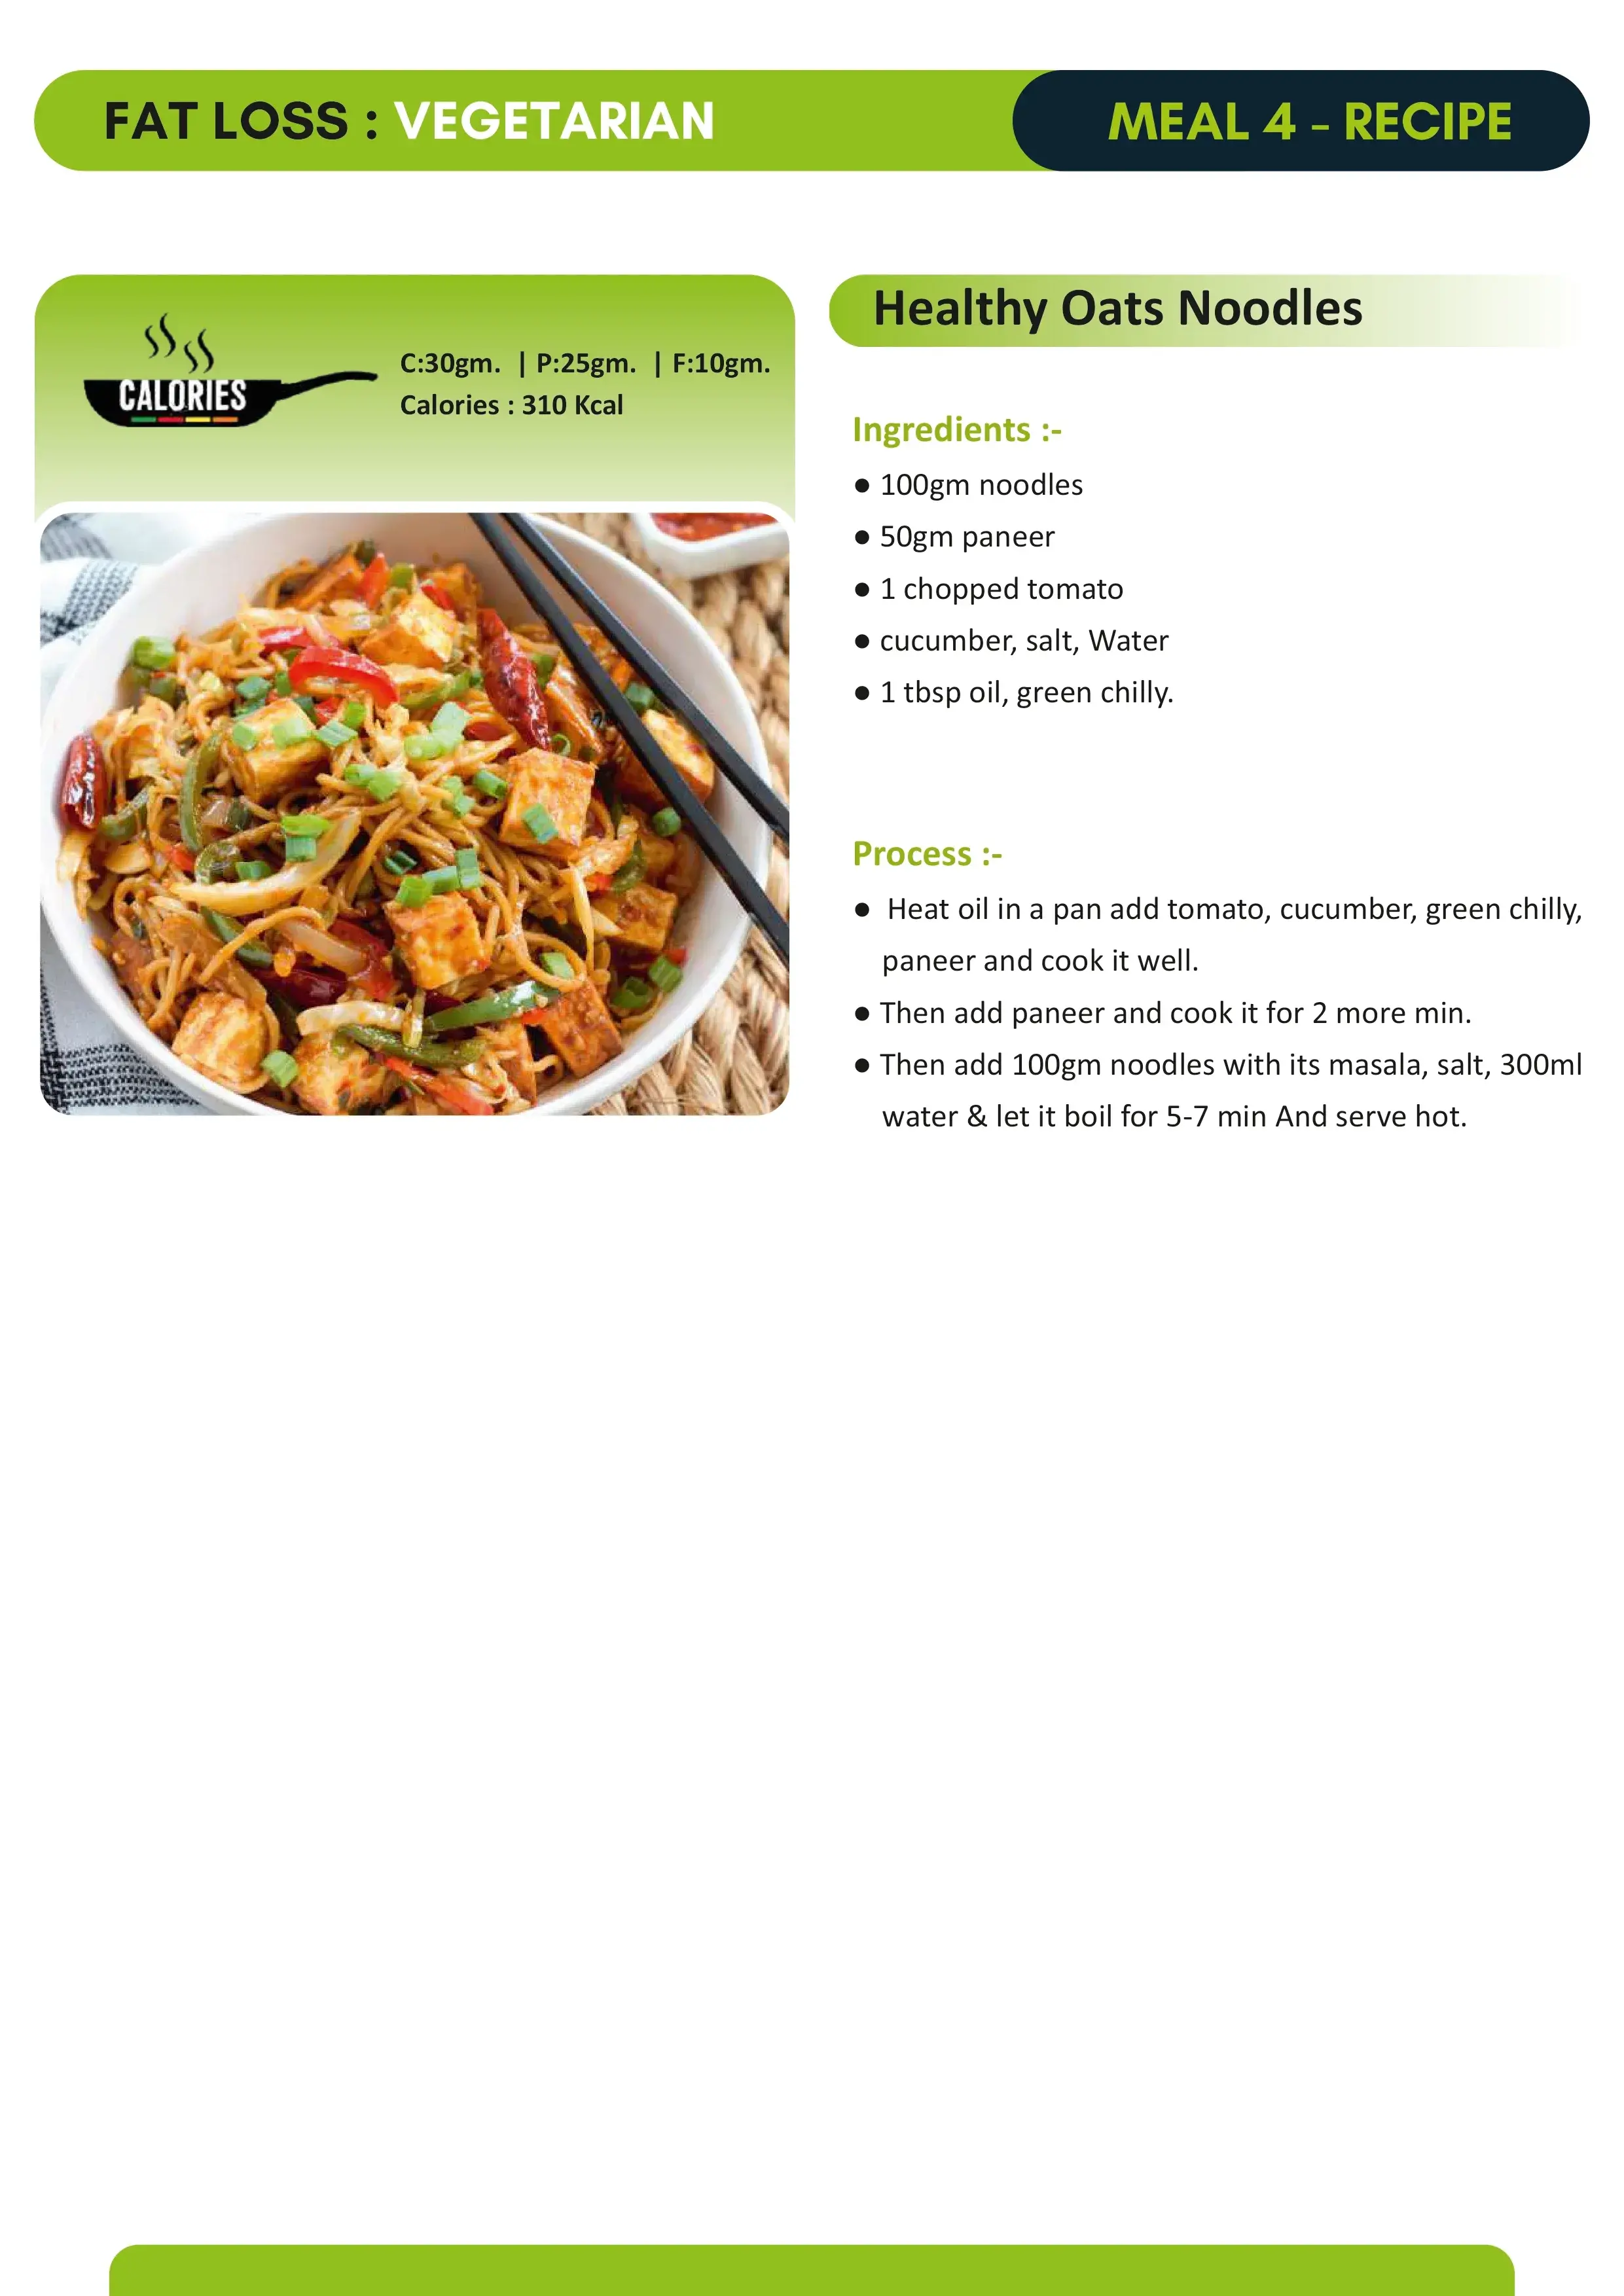 FAT LOSS : VEGETARIAN
MEAL 4 - RECIPE
CALORIES
C:30gm. | P:25gm. | F:10gm.
Calories : 310 Kcal
Healthy Oats Noodles
Ingredients :-
● 100gm noodles
● 50gm paneer
● 1 chopped tomato
● cucumber, salt, Water
● 1 tbsp oil, green chilly.
Process :-
● Heat oil in a pan add tomato, cucumber, green chilly,
paneer and cook it well.
● Then add paneer and cook it for 2 more min.
● Then add 100gm noodles with its masala, salt, 300ml
water & let it boil for 5-7 min And serve hot.